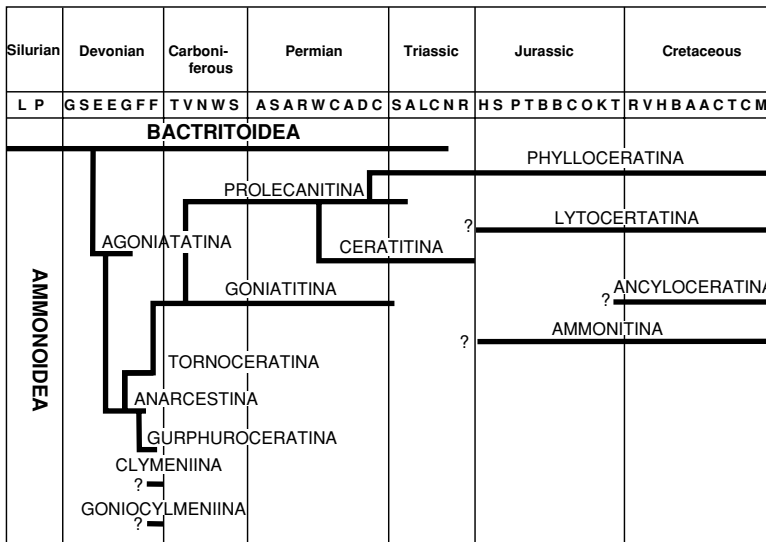 Silurian Devonian Carboni- Permian Triassic Jurassic Cretaceous
ferous
L P G S E E G F F T V N W S A S A R W C A D C S A L C N R H S P T B B C O K T R V H B A A C T C M
BACTRITOIDEA
PHYLLOCERATINA
PROLECANITINA
? LYTOCERTATINA
AGONIATATINA
CERATITINA
GONIATITINA
ANCYLOCERATINA
?
? AMMONITINA
AMMONOIDEA
TORNOCERATINA
ANARCESTINA
GURPHUROCERATINA
CLYMENIINA
?
GONIOCYLMENIINA
?